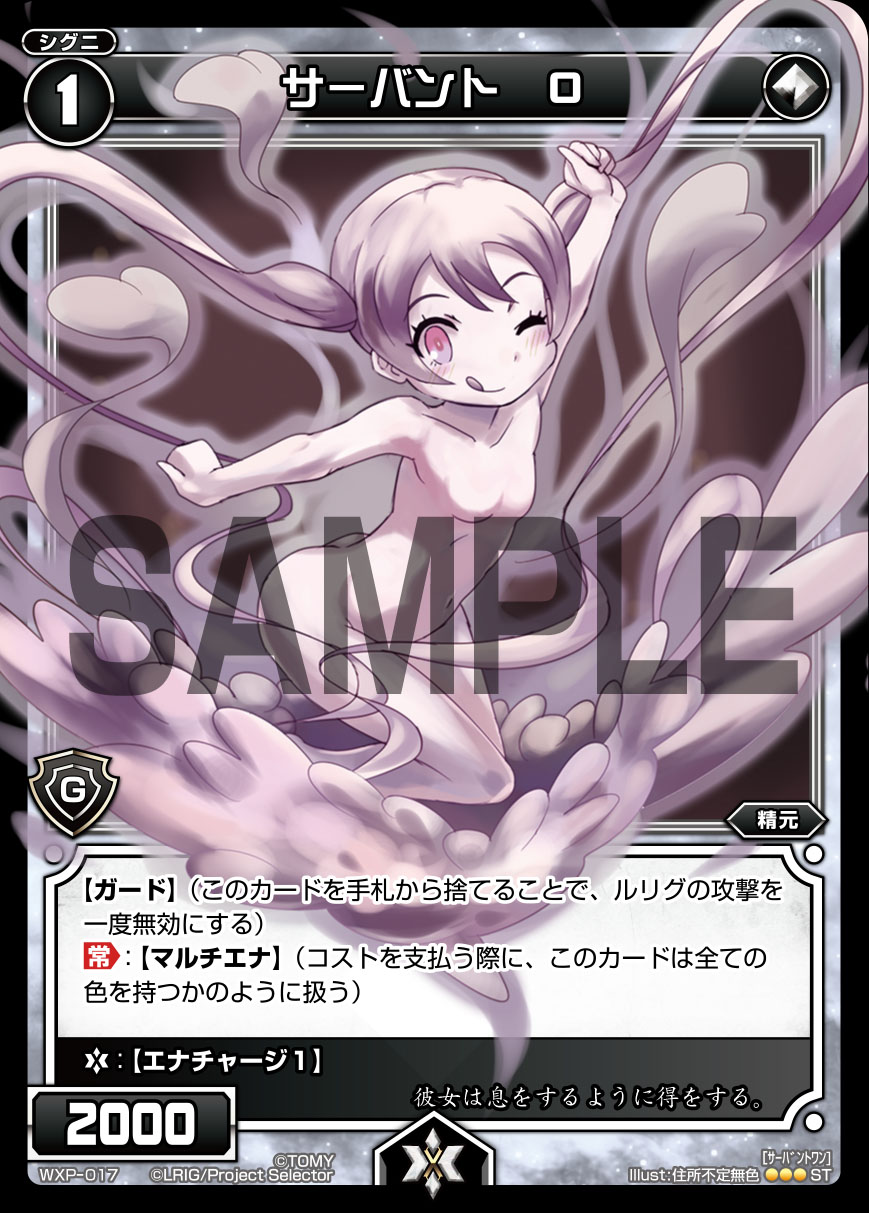 シグニ
1
サーバント O
SAMPLE
G
精元
【ガード】(このカードを手札から捨てることで、ルリグの攻撃を
一度無効にする)
常:【マルチエナ】(コストを支払う際に、このカードは全ての
色を持つかのように扱う)
:【エナチャージ1】
彼女は息をするように得をする。
2000
©TOMY
[サーバントワン]
WXP-017 ©LRIG/Project Selector
Illust:住所不定無色 ST